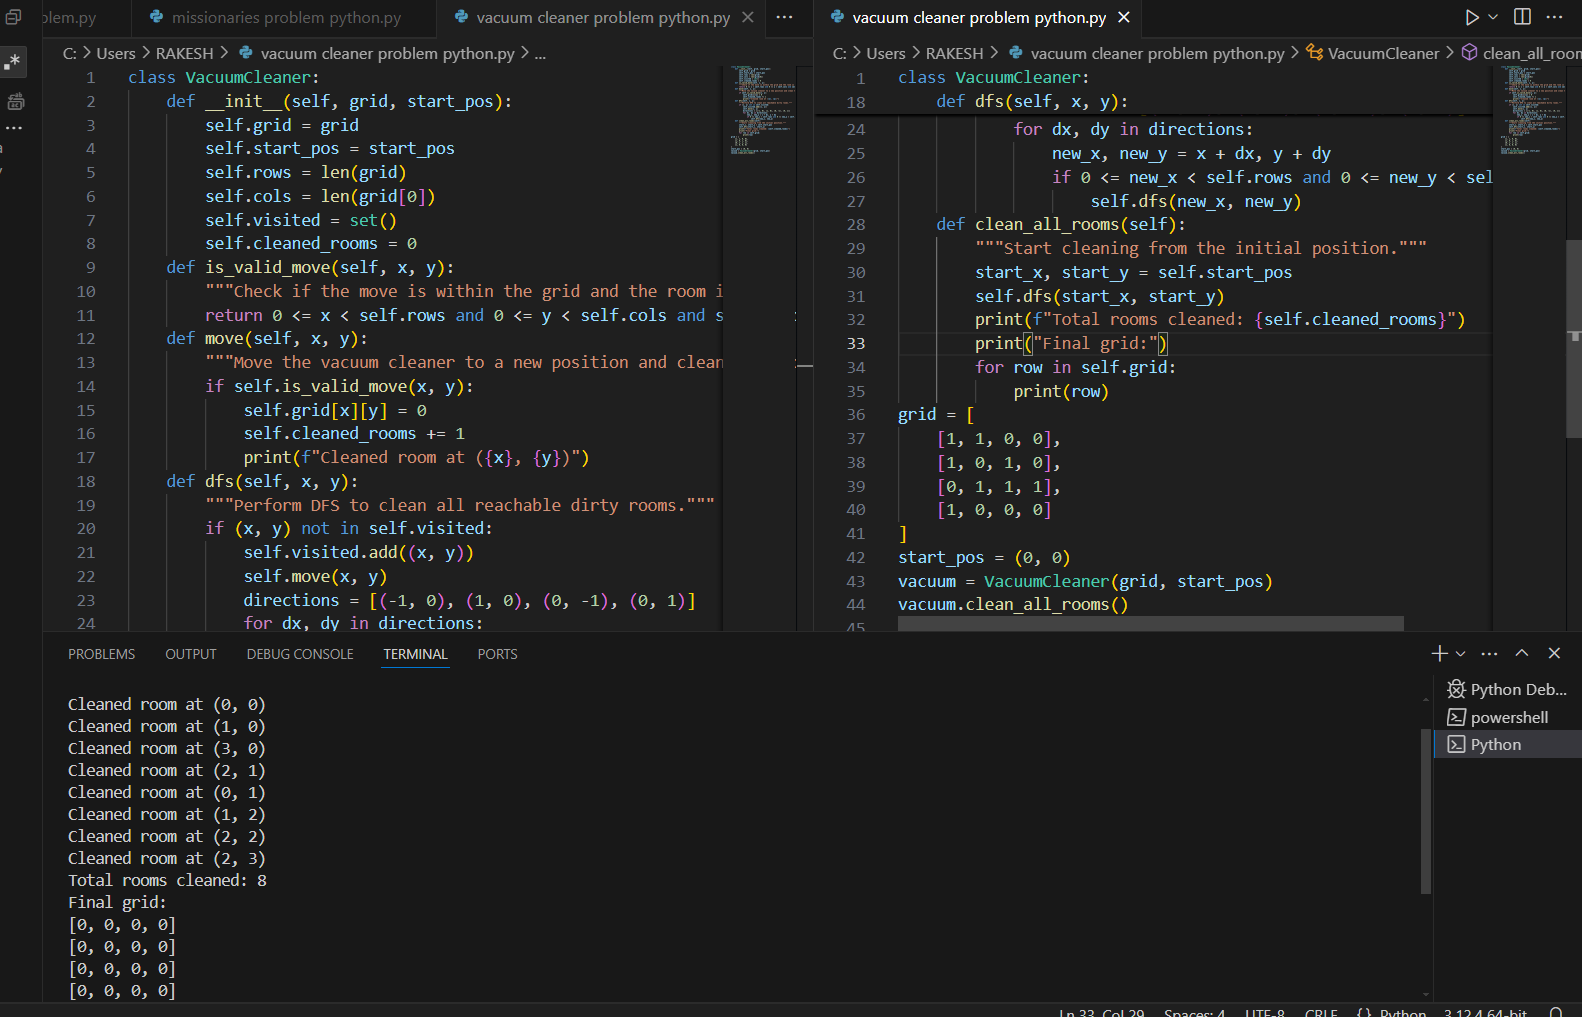 blem.py
missionaries problem python.py
vacuum cleaner problem python.py
C: > Users > RAKESH > vacuum cleaner problem python.py > ...
1 class VacuumCleaner:
2 def __init__(self, grid, start_pos):
3 self.grid = grid
4 self.start_pos = start_pos
5 self.rows = len(grid)
6 self.cols = len(grid[0])
7 self.visited = set()
8 self.cleaned_rooms = 0
9 def is_valid_move(self, x, y):
10 """Check if the move is within the grid and the room i
11 return 0 <= x < self.rows and 0 <= y < self.cols and s
12 def move(self, x, y):
13 """Move the vacuum cleaner to a new position and clean
14 if self.is_valid_move(x, y):
15 self.grid[x][y] = 0
16 self.cleaned_rooms += 1
17 print(f"Cleaned room at ({x}, {y})")
18 def dfs(self, x, y):
19 """Perform DFS to clean all reachable dirty rooms."""
20 if (x, y) not in self.visited:
21 self.visited.add((x, y))
22 self.move(x, y)
23 directions = [(-1, 0), (1, 0), (0, -1), (0, 1)]
24 for dx, dy in directions:
vacuum cleaner problem python.py
C: > Users > RAKESH > vacuum cleaner problem python.py > VacuumCleaner > clean_all_room
1 class VacuumCleaner:
18 def dfs(self, x, y):
24 for dx, dy in directions:
25 new_x, new_y = x + dx, y + dy
26 if 0 <= new_x < self.rows and 0 <= new_y < sel
27 self.dfs(new_x, new_y)
28 def clean_all_rooms(self):
29 """Start cleaning from the initial position."""
30 start_x, start_y = self.start_pos
31 self.dfs(start_x, start_y)
32 print(f"Total rooms cleaned: {self.cleaned_rooms}")
33 print("Final grid:")
34 for row in self.grid:
35 print(row)
36 grid = [
37 [1, 1, 0, 0],
38 [1, 0, 1, 0],
39 [0, 1, 1, 1],
40 [1, 0, 0, 0]
41 ]
42 start_pos = (0, 0)
43 vacuum = VacuumCleaner(grid, start_pos)
44 vacuum.clean_all_rooms()
45
PROBLEMS OUTPUT DEBUG CONSOLE TERMINAL PORTS
Cleaned room at (0, 0)
Cleaned room at (1, 0)
Cleaned room at (3, 0)
Cleaned room at (2, 1)
Cleaned room at (0, 1)
Cleaned room at (1, 2)
Cleaned room at (2, 2)
Cleaned room at (2, 3)
Total rooms cleaned: 8
Final grid:
[0, 0, 0, 0]
[0, 0, 0, 0]
[0, 0, 0, 0]
[0, 0, 0, 0]
Python Deb...
powershell
Python
Ln 33, Col 29 Spaces: 4 UTF-8 CRLF {} Python 3.12.4 64-bit